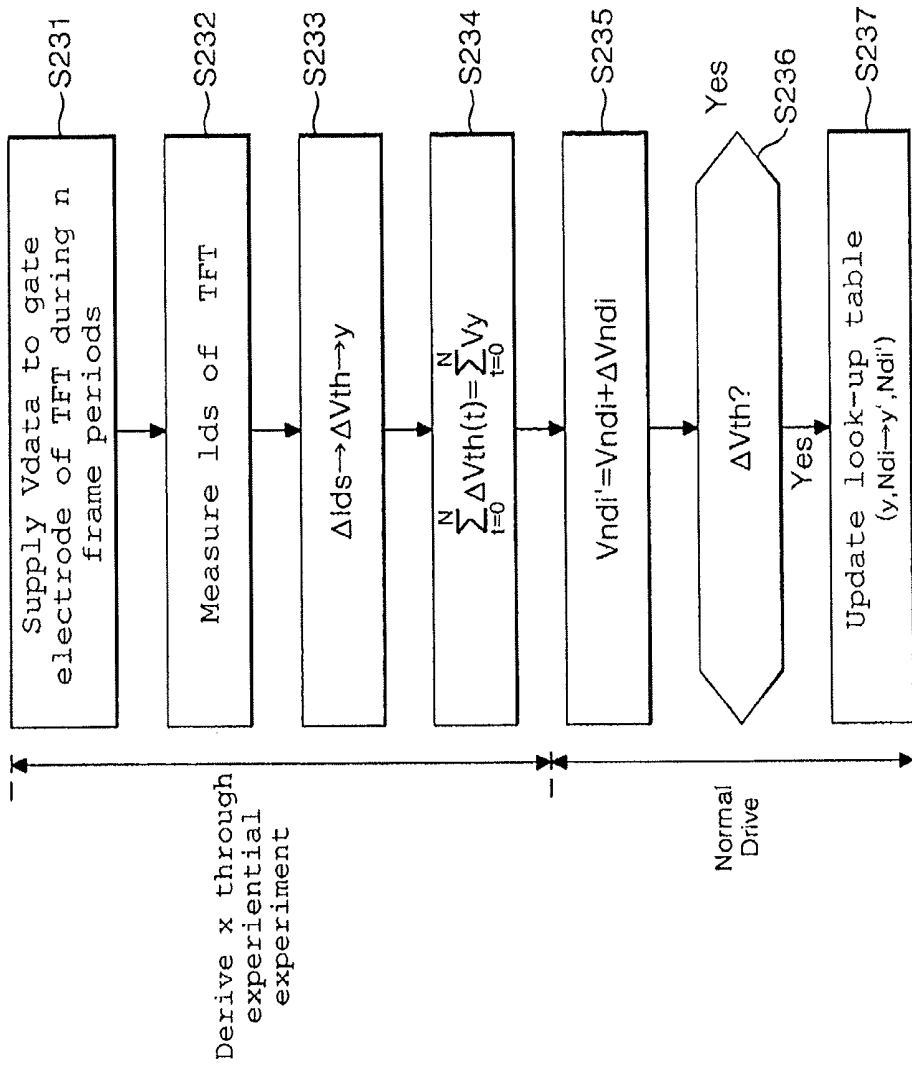 Supply Vdata to gate
electrode of TFT during n
frame periods
S231
Measure Ids of TFT
S232
ΔIds→ΔVth→y
S233
N
∑ ΔVth(t)= ∑ Vy
t=0
N
t=0
S234
Vndi'=Vndi+ΔVndi
S235
ΔVth?
Yes
S236
Yes
Update look-up table
(y,Ndi→y',Ndi')
S237
Derive x through
experiential
experiment
Normal
Drive